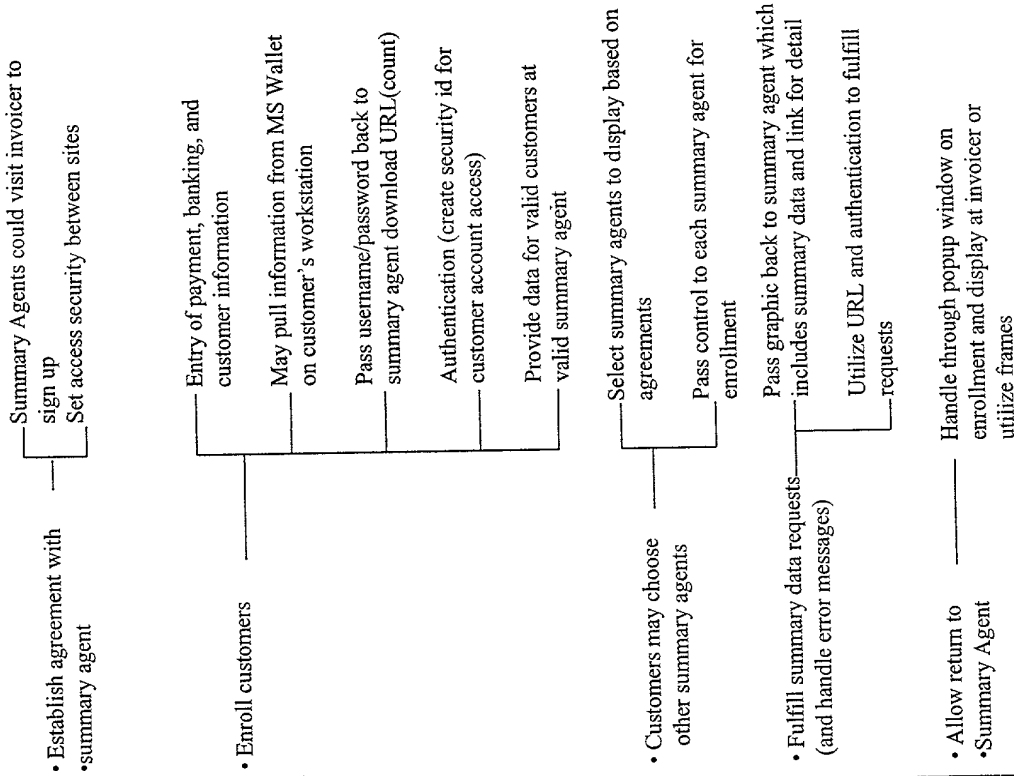 • Establish agreement with
•summary agent
Summary Agents could visit invoicer to
sign up
Set access security between sites
• Enroll customers
Entry of payment, banking, and
customer information
May pull information from MS Wallet
on customer's workstation
Pass username/password back to
summary agent download URL(count)
Authentication (create security id for
customer account access)
Provide data for valid customers at
valid summary agent
• Customers may choose
other summary agents
Select summary agents to display based on
agreements
Pass control to each summary agent for
enrollment
• Fulfill summary data requests
(and handle error messages)
Pass graphic back to summary agent which
includes summary data and link for detail
Utilize URL and authentication to fulfill
requests
• Allow return to
•Summary Agent
Handle through popup window on
enrollment and display at invoicer or
utilize frames